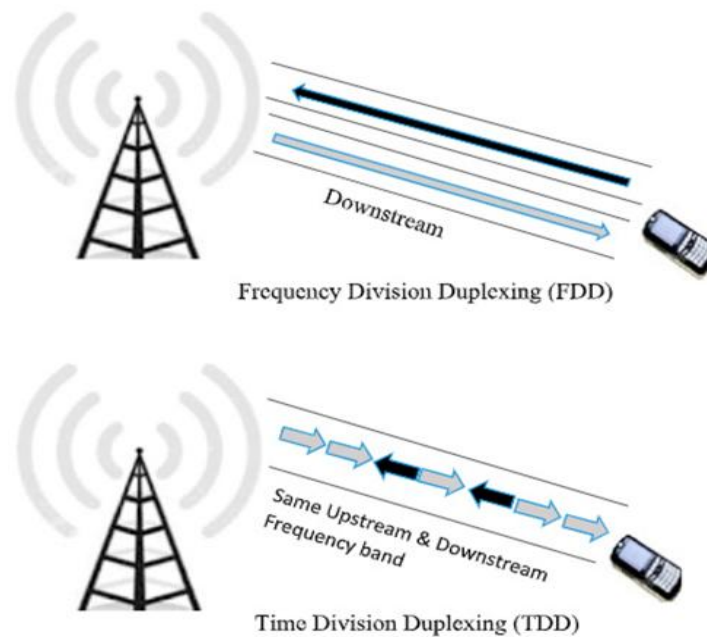 Downstream
Frequency Division Duplexing (FDD)
Same Upstream & Downstream
Frequency band
Time Division Duplexing (TDD)